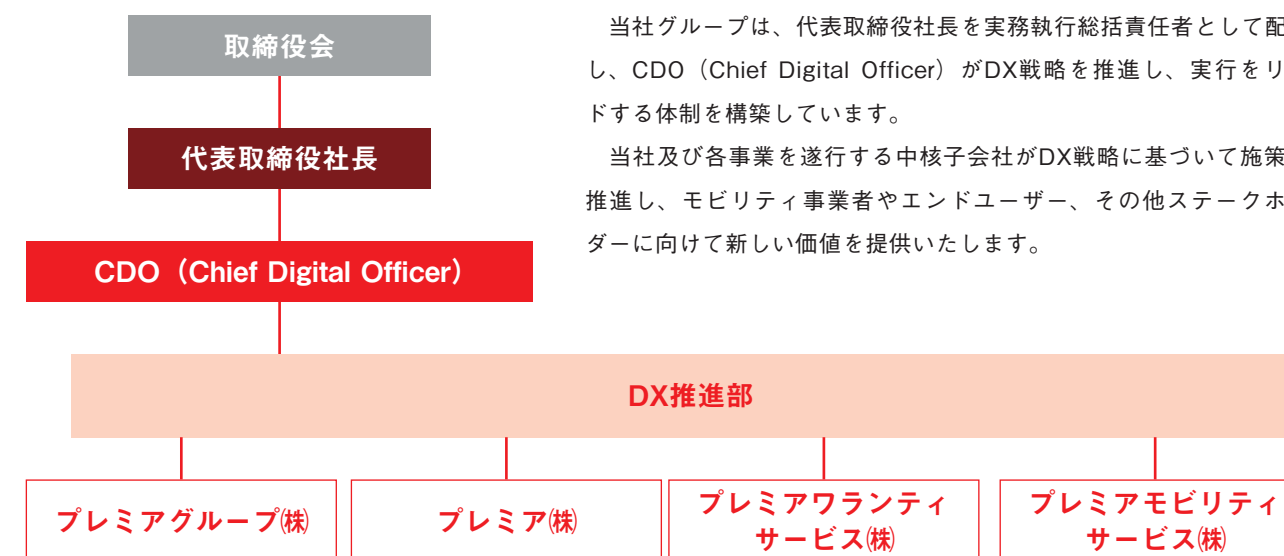 取締役会
代表取締役社長
CDO（Chief Digital Officer）
当社グループは、代表取締役社長を実務執行総括責任者として配
し、CDO（Chief Digital Officer）がDX戦略を推進し、実行をリ
ドする体制を構築しています。
当社及び各事業を遂行する中核子会社がDX戦略に基づいて施策
推進し、モビリティ事業者やエンドユーザー、その他ステークホ
ダーに向けて新しい価値を提供いたします。
DX推進部
プレミアグループ㈱
プレミア㈱
プレミアワランティ
サービス㈱
プレミアモビリティ
サービス㈱